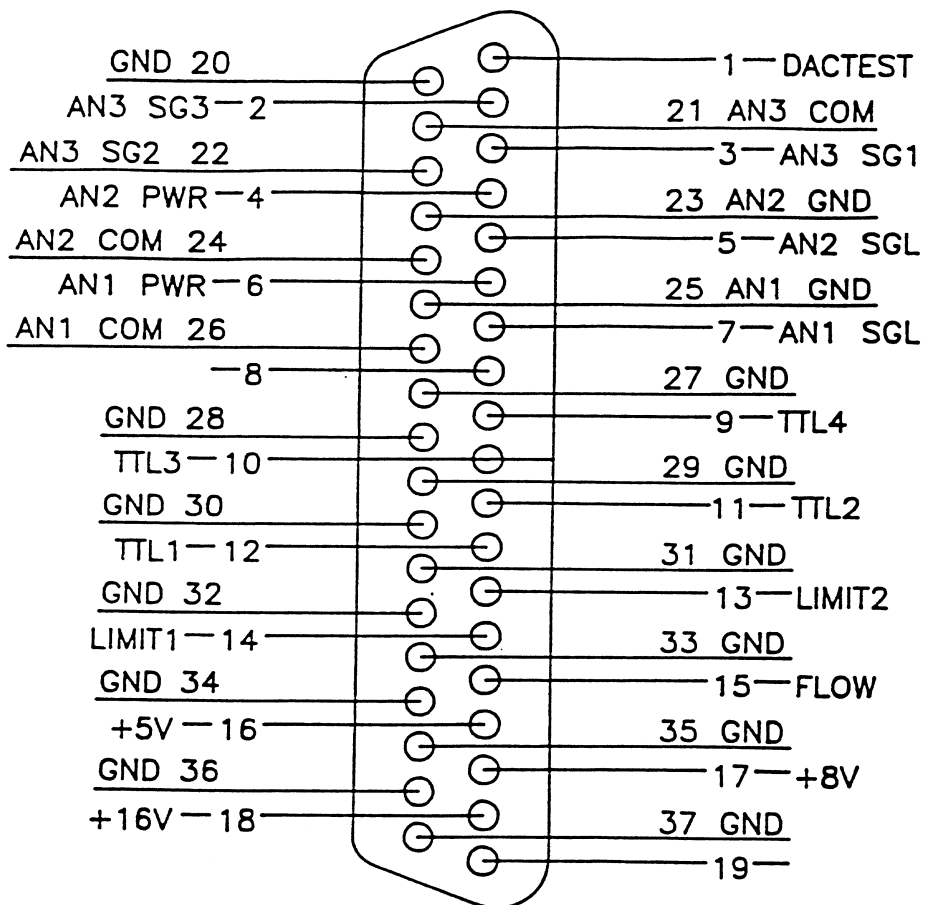 1—DACTEST
GND 20
AN3 SG3—2
21 AN3 COM
AN3 SG2 22
3—AN3 SG1
AN2 PWR—4
23 AN2 GND
AN2 COM 24
5—AN2 SGL
AN1 PWR—6
25 AN1 GND
AN1 COM 26
7—AN1 SGL
—8
27 GND
GND 28
9—TTL4
TTL3—10
29 GND
GND 30
11—TTL2
TTL1—12
31 GND
GND 32
13—LIMIT2
LIMIT1—14
33 GND
GND 34
15—FLOW
+5V—16
35 GND
GND 36
17—+8V
+16V—18
37 GND
19—